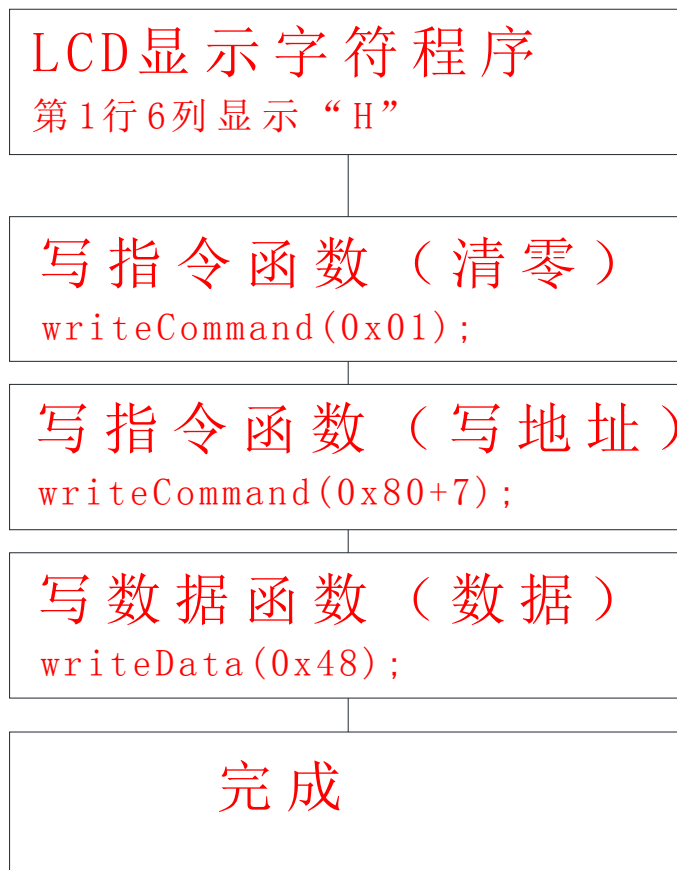 LCD显示字符程序
第1行6列显示“H”
写指令函数（清零）
writeCommand(0x01);
写指令函数（写地址）
writeCommand(0x80+7);
写数据函数（数据）
writeData(0x48);
完成